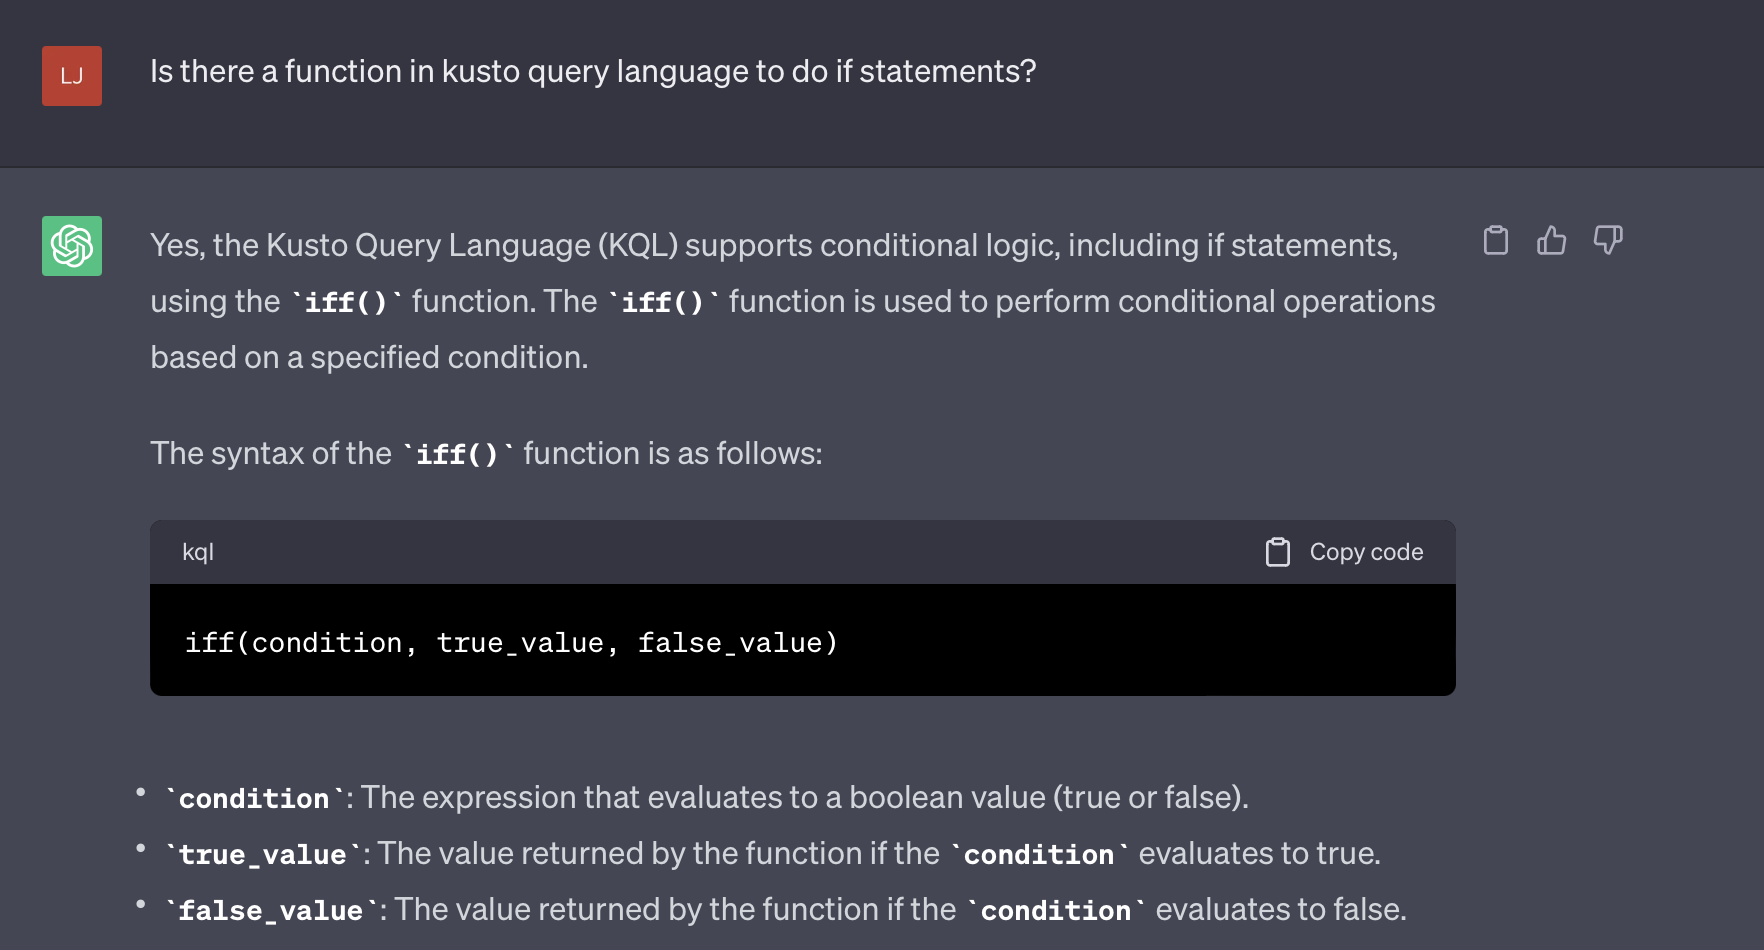 LJ
Is there a function in kusto query language to do if statements?
Yes, the Kusto Query Language (KQL) supports conditional logic, including if statements,
using the `iff()` function. The `iff()` function is used to perform conditional operations
based on a specified condition.
The syntax of the `iff()` function is as follows:
kql
Copy code
iff(condition, true_value, false_value)
• `condition`: The expression that evaluates to a boolean value (true or false).
• `true_value`: The value returned by the function if the `condition` evaluates to true.
• `false_value`: The value returned by the function if the `condition` evaluates to false.